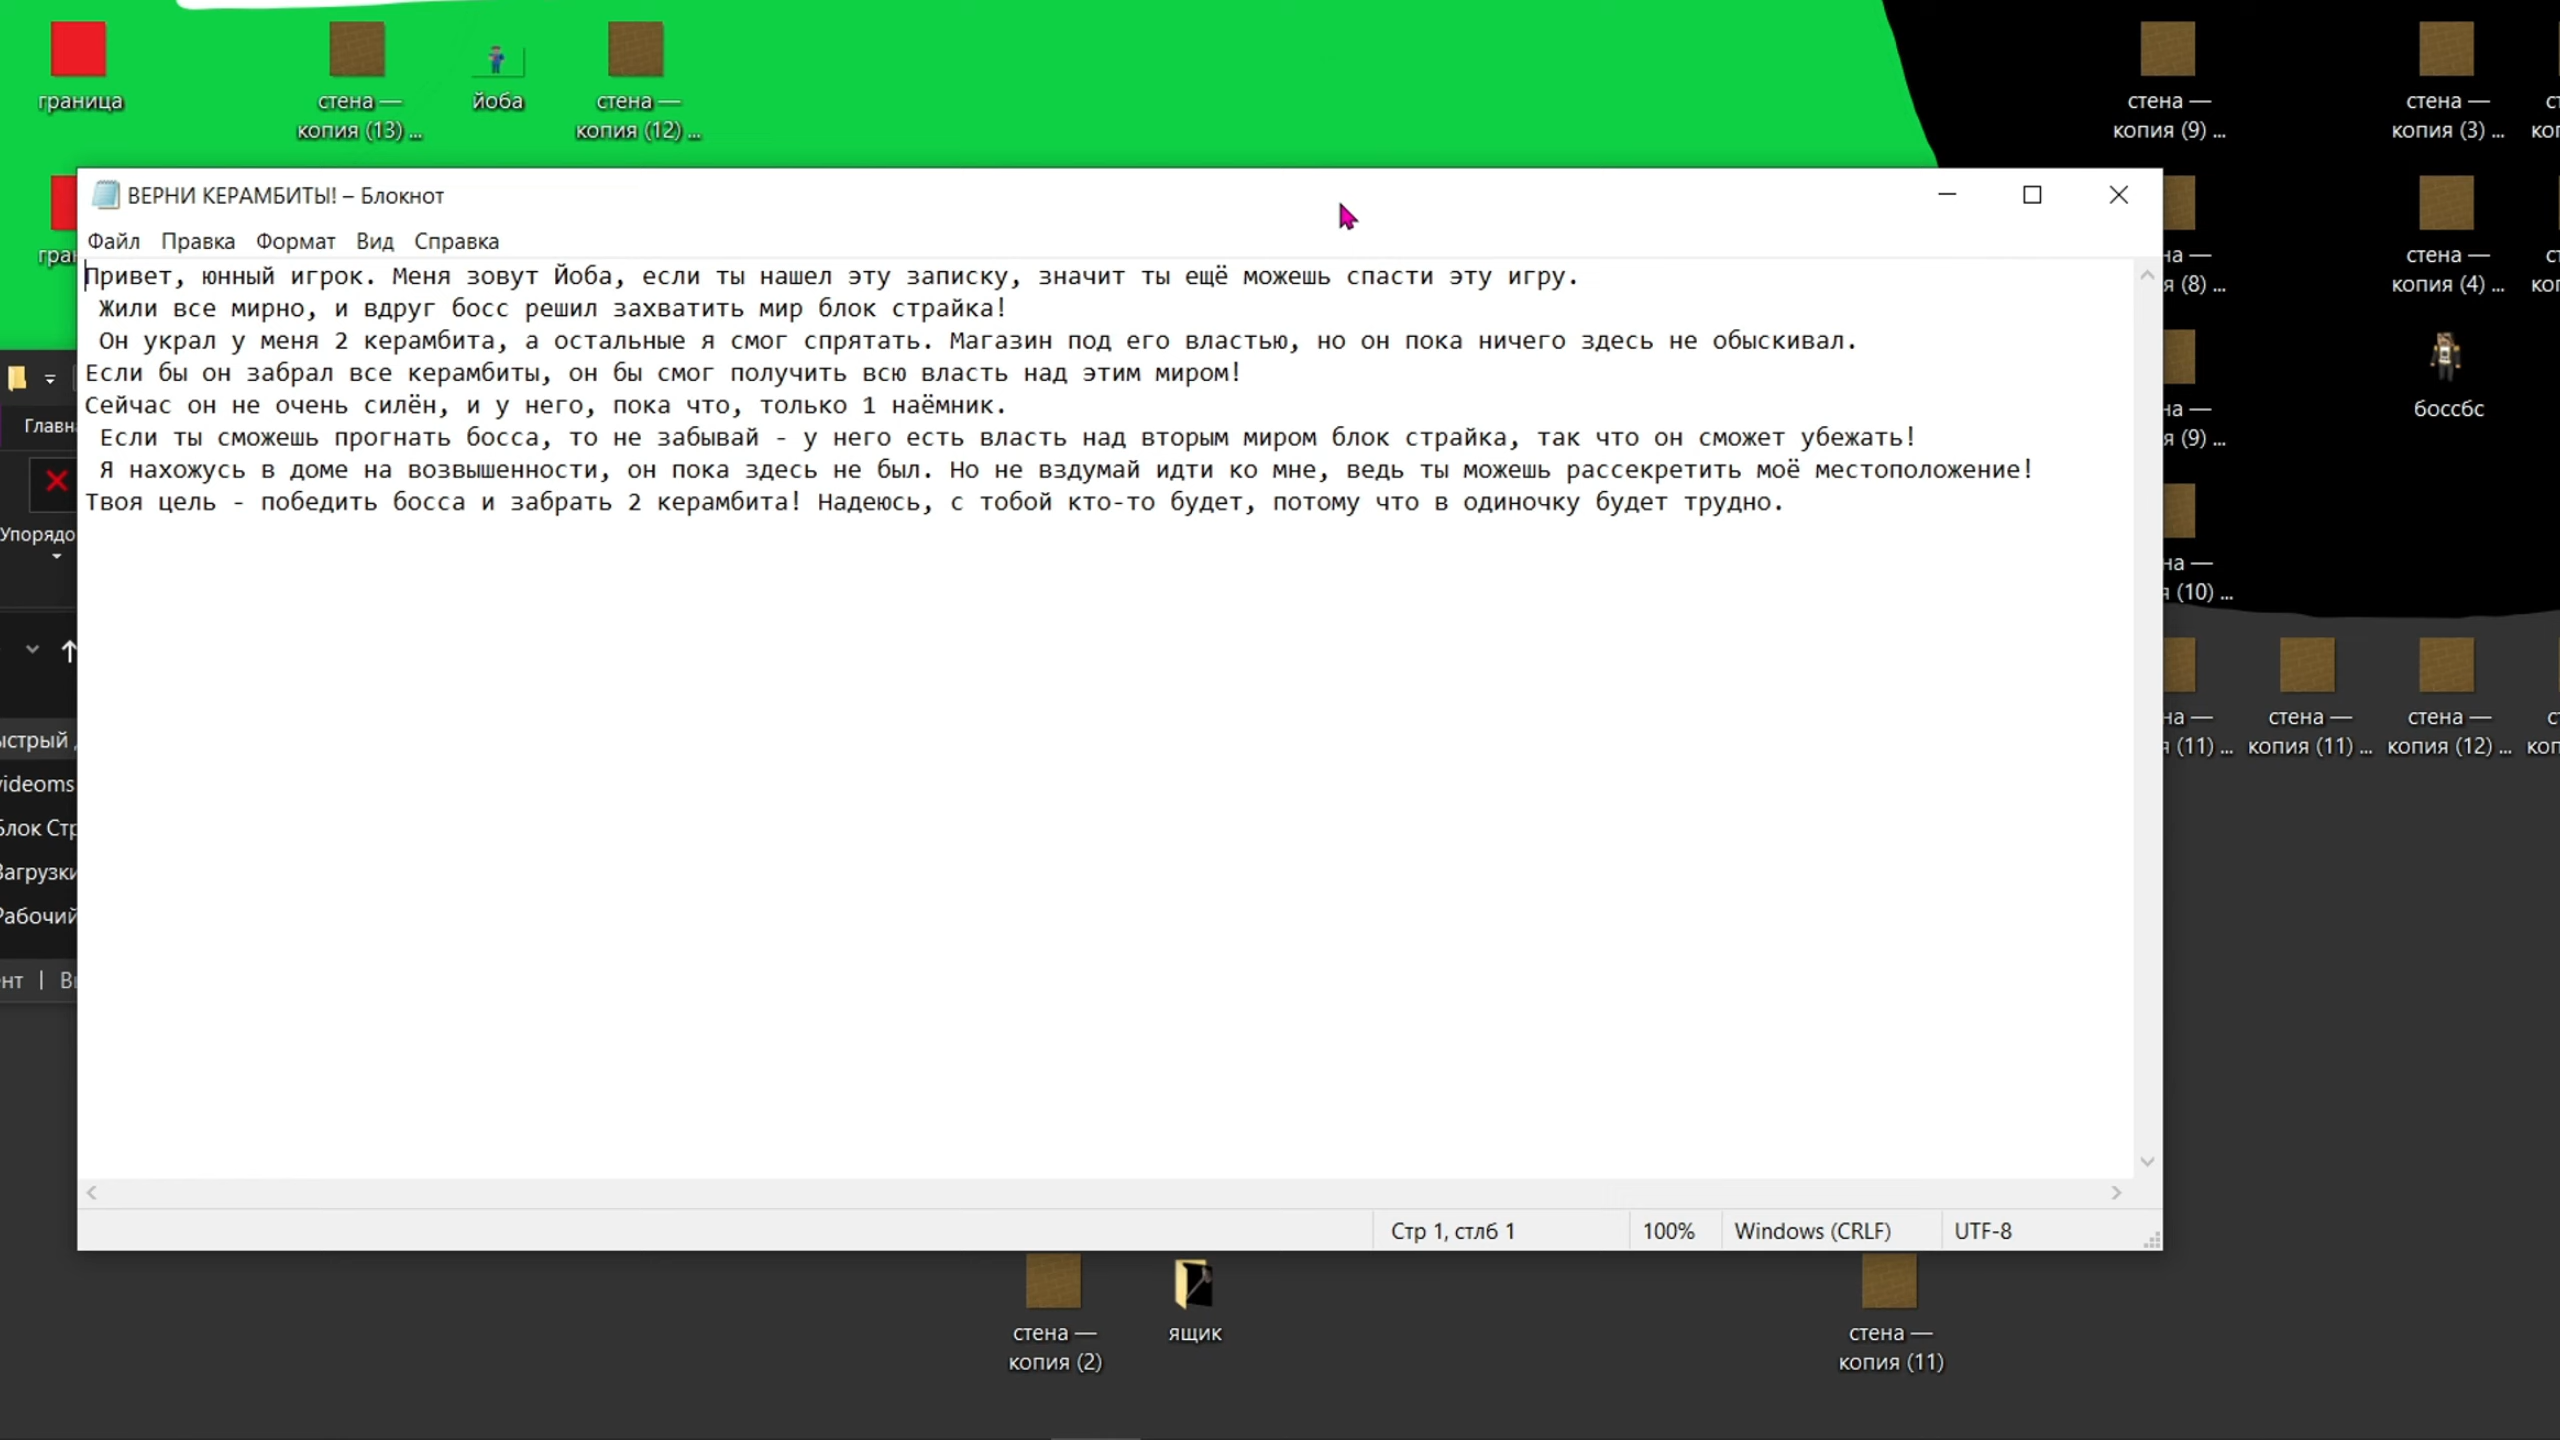 граница
стена —
копия (13) ...
йоба
стена —
копия (12) ...
стена —
копия (9) ...
стена —
копия (3) ...
ВЕРНИ КЕРАМБИТЫ! – Блокнот
Файл Правка Формат Вид Справка
Привет, юнный игрок. Меня зовут Йоба, если ты нашел эту записку, значит ты ещё можешь спасти эту игру.
Жили все мирно, и вдруг босс решил захватить мир блок страйка!
Он украл у меня 2 керамбита, а остальные я смог спрятать. Магазин под его властью, но он пока ничего здесь не обыскивал.
Если бы он забрал все керамбиты, он бы смог получить всю власть над этим миром!
Сейчас он не очень силён, и у него, пока что, только 1 наёмник.
Если ты сможешь прогнать босса, то не забывай - у него есть власть над вторым миром блок страйка, так что он сможет убежать!
Я нахожусь в доме на возвышенности, он пока здесь не был. Но не вздумай идти ко мне, ведь ты можешь рассекретить моё местоположение!
Твоя цель - победить босса и забрать 2 керамбита! Надеюсь, с тобой кто-то будет, потому что в одиночку будет трудно.
Стр 1, стлб 1
100%
Windows (CRLF)
UTF-8
(8) ...
стена —
копия (4) ...
(9) ...
боссбс
(10) ...
(11) ...
стена —
копия (11) ...
стена —
копия (12) ...
Загрузки
Рабочий
стена —
копия (2)
ящик
стена —
копия (11)